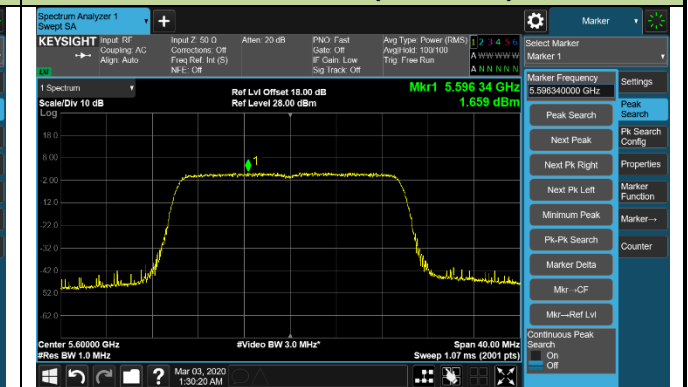 Spectrum Analyzer 1
Swept SA
Marker
KEYSIGHT
Input: RF
Coupling: AC
Align: Auto
Input Z: 50 Ω
Corrections: Off
Freq Ref: Int (S)
NFE: Off
Atten: 20 dB
PNO: Fast
Gate: Off
IF Gain: Low
Sig Track: Off
Avg Type: Power (RMS)
Avg|Hold: 100/100
Trig: Free Run
1 2 3 4 5 6
A W W W W W
A N N N N N
LW
Select Marker
Marker 1
1 Spectrum
Scale/Div 10 dB
Log
Ref Lvl Offset 18.00 dB
Ref Level 28.00 dBm
Mkr1 5.596 34 GHz
1.659 dBm
18.0
8.00
-2.00
-12.0
-22.0
-32.0
-42.0
-52.0
-62.0
1
Center 5.60000 GHz
#Res BW 1.0 MHz
#Video BW 3.0 MHz*
Span 40.00 MHz
Sweep 1.07 ms (2001 pts)
Marker Frequency
5.596340000 GHz
Peak Search
Next Peak
Next Pk Right
Next Pk Left
Minimum Peak
Pk-Pk Search
Marker Delta
Mkr→CF
Mkr→Ref Lvl
Continuous Peak
Search
On
Off
Settings
Peak
Search
Pk Search
Config
Properties
Marker
Function
Marker→
Counter
?
Mar 03, 2020
1:30:20 AM